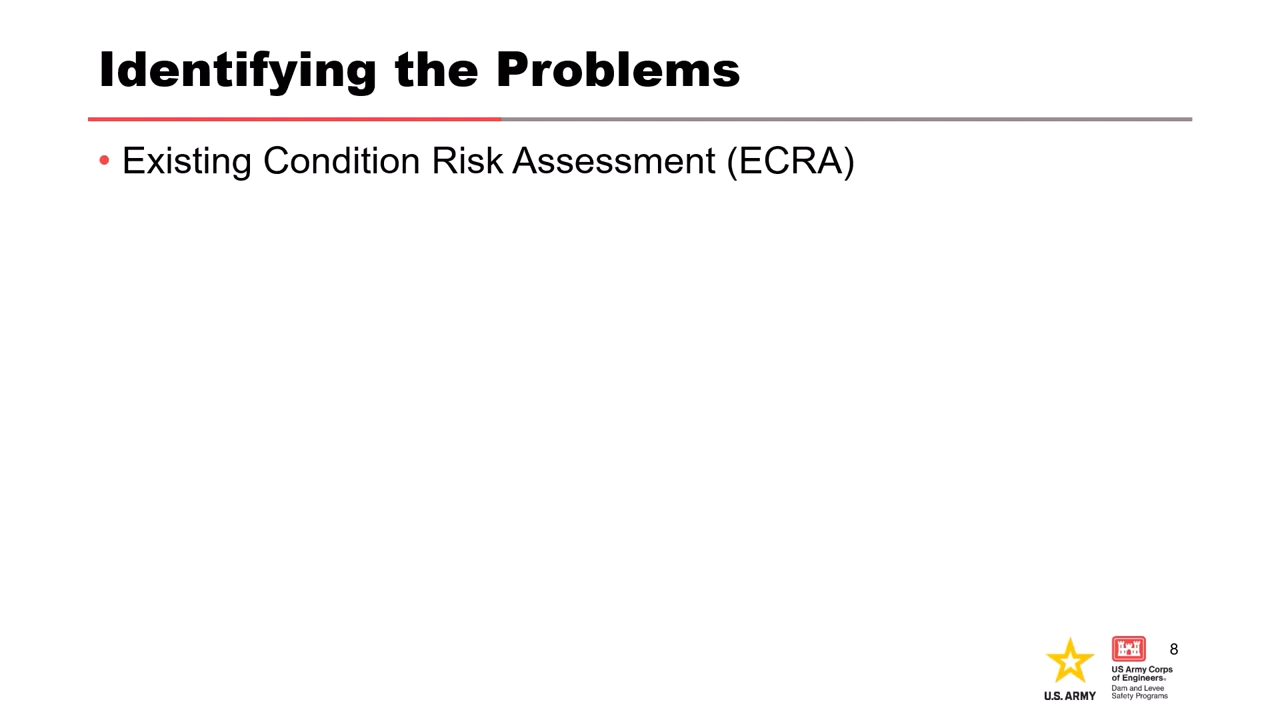 Identifying the Problems
• Existing Condition Risk Assessment (ECRA)
8
U.S. ARMY
US Army Corps
of Engineers®
Dam and Levee
Safety Programs